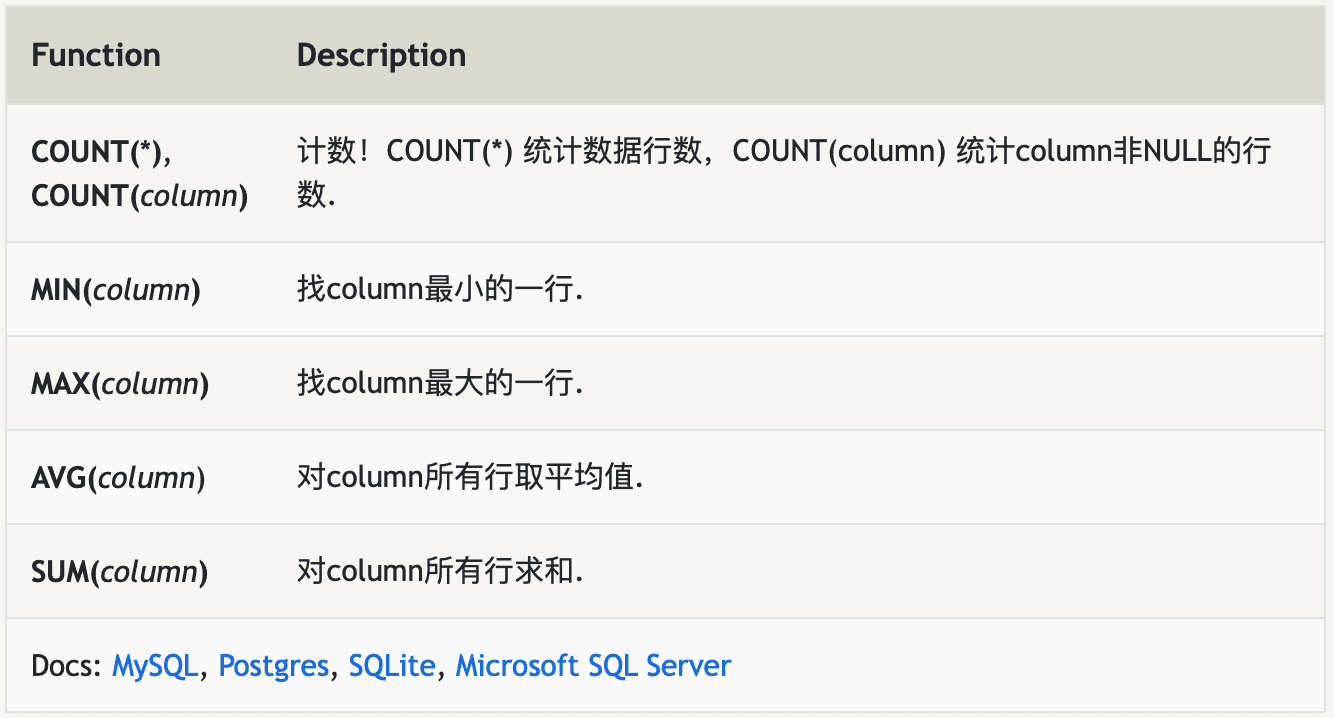 Function Description
COUNT(*), 计数！COUNT(*) 统计数据行数，COUNT(column) 统计column非NULL的行
COUNT(column) 数.
MIN(column) 找column最小的一行.
MAX(column) 找column最大的一行.
AVG(column) 对column所有行取平均值.
SUM(column) 对column所有行求和.
Docs: MySQL, Postgres, SQLite, Microsoft SQL Server